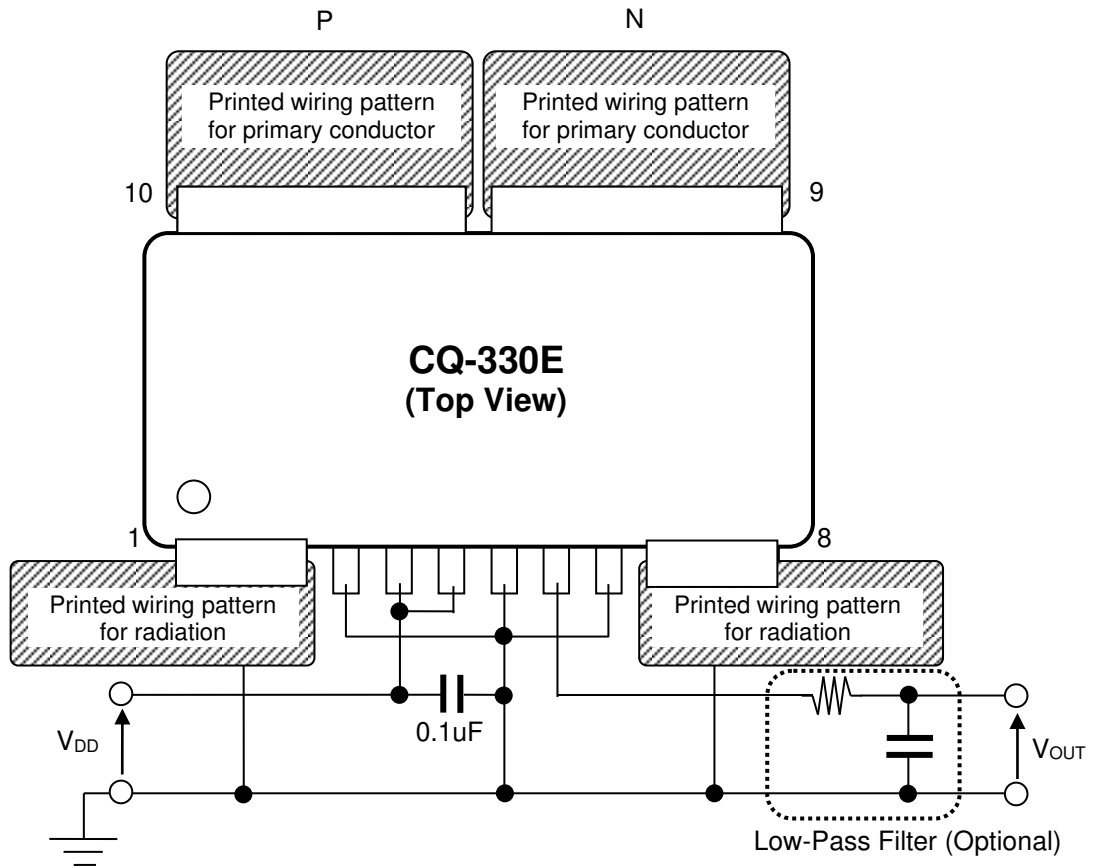 P
N
Printed wiring pattern
for primary conductor
Printed wiring pattern
for primary conductor
10
9
CQ-330E
(Top View)
1
8
Printed wiring pattern
for radiation
Printed wiring pattern
for radiation
0.1uF
VDD
VOUT
Low-Pass Filter (Optional)